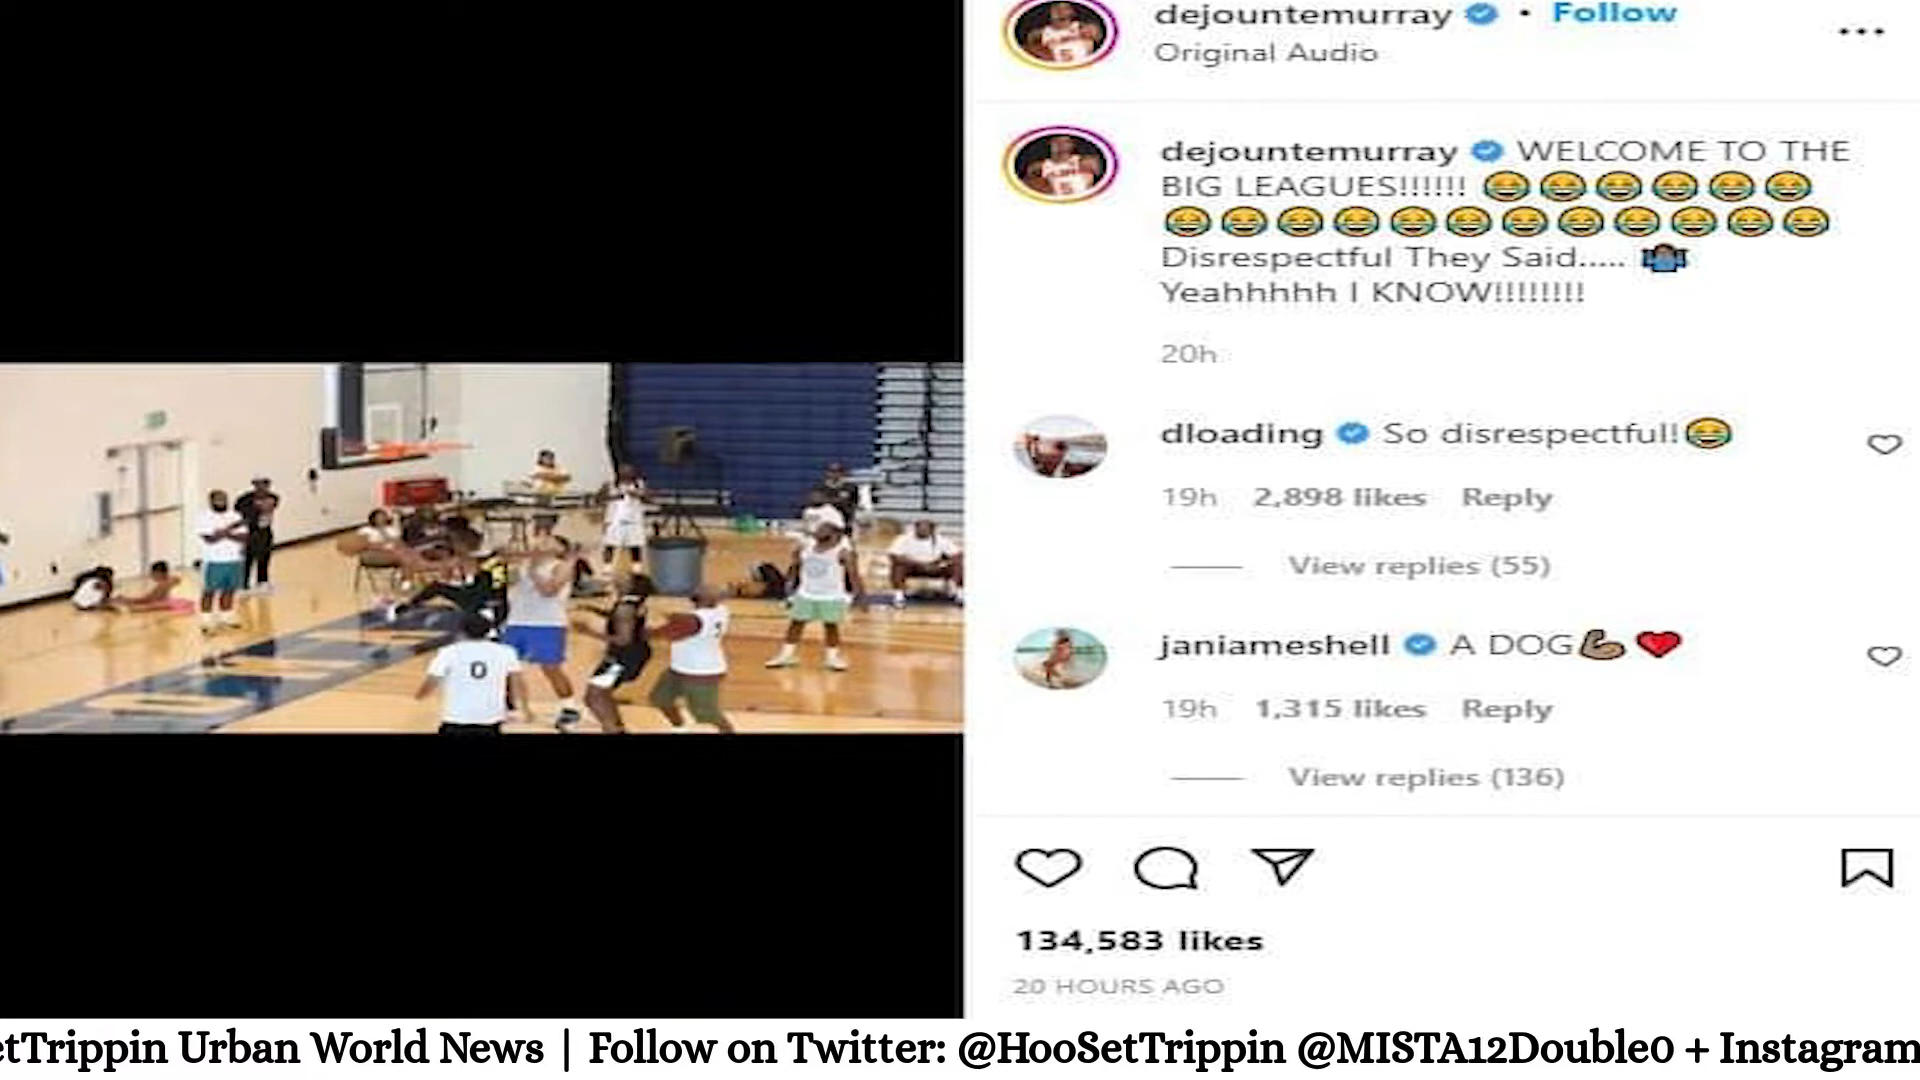 dejountemurray • Follow
Original Audio
dejountemurray WELCOME TO THE
BIG LEAGUES!!!!!! 😂😂😂😂😂😂
😂😂😂😂😂😂😂😂😂😂😂😂
Disrespectful They Said..... 🤷🏾‍♂️
Yeahhhhh I KNOW!!!!!!!!!
20h
dloading So disrespectful!😂
19h 2,898 likes Reply
View replies (55)
janiameshell A DOG💪🏽❤️
19h 1,315 likes Reply
View replies (136)
134,583 likes
20 HOURS AGO
0
etTrippin Urban World News | Follow on Twitter: @HooSetTrippin @MISTA12Double0 + Instagram